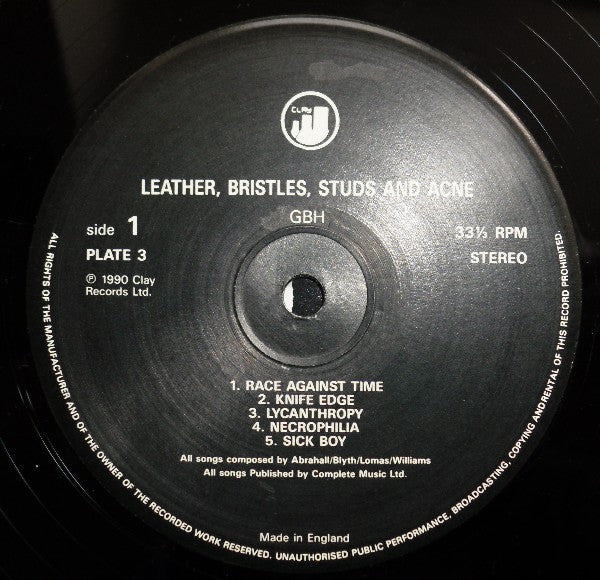 CLAY
LEATHER, BRISTLES, STUDS AND ACNE
GBH
side 1
PLATE 3
℗ 1990 Clay
Records Ltd.
33⅓ RPM
STEREO
1. RACE AGAINST TIME
2. KNIFE EDGE
3. LYCANTHROPY
4. NECROPHILIA
5. SICK BOY
All songs composed by Abrahall/Blyth/Lomas/Williams
All songs Published by Complete Music Ltd.
Made in England
ALL RIGHTS OF THE MANUFACTURER AND OF THE OWNER OF THE RECORDED WORK RESERVED. UNAUTHORISED PUBLIC PERFORMANCE, BROADCASTING, COPYING AND RENTAL OF THIS RECORD PROHIBITED.